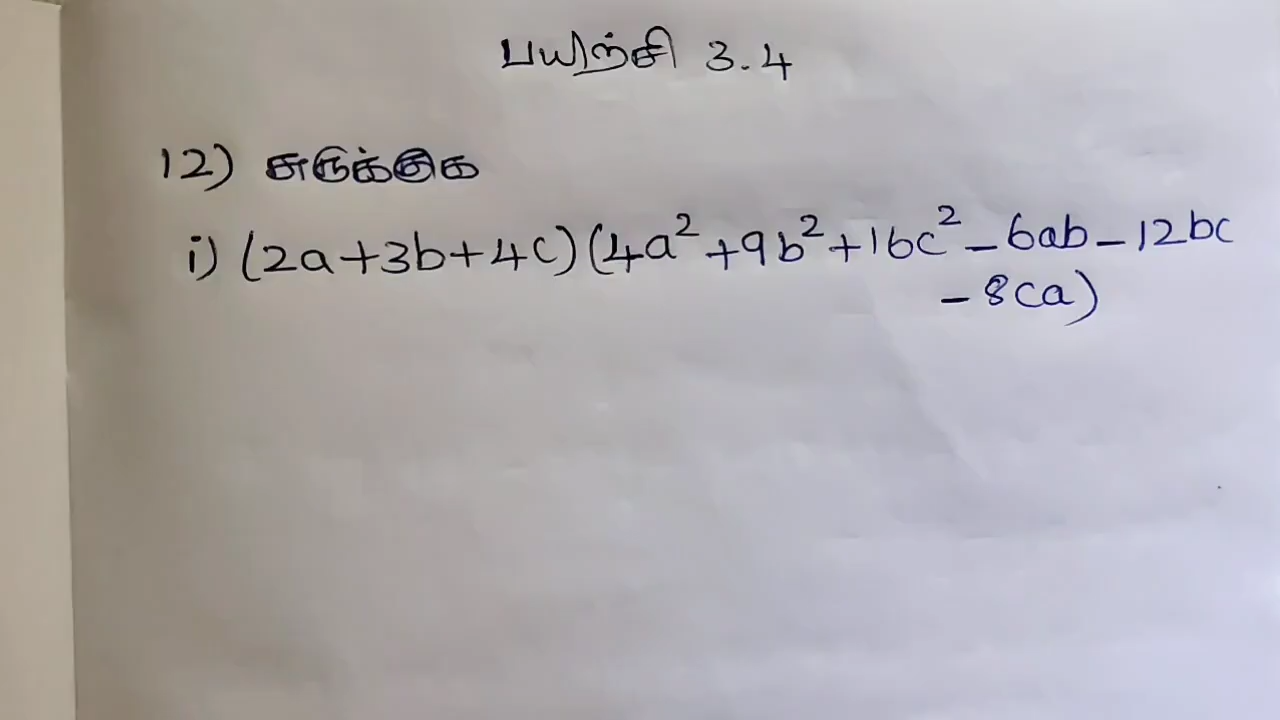 பயிற்சி 3.4
12) சுருக்குக
i) (2a+3b+4c)(4a²+9b²+16c²-6ab-12bc
-8ca)